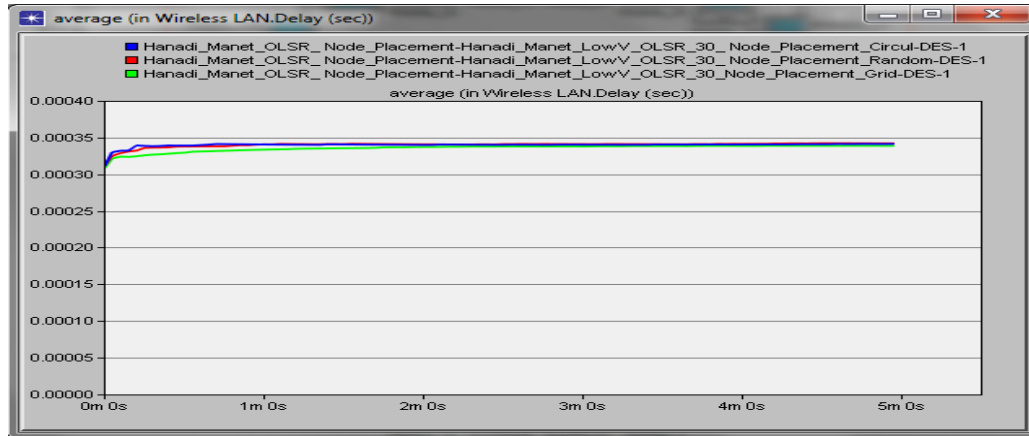 average (in Wireless LAN.Delay (sec))
Hanadi_Manet_OLSR_ Node_Placement-Hanadi_Manet_LowV_OLSR_30_ Node_Placement_Circul-DES-1
Hanadi_Manet_OLSR_ Node_Placement-Hanadi_Manet_LowV_OLSR_30_ Node_Placement_Random-DES-1
Hanadi_Manet_OLSR_ Node_Placement-Hanadi_Manet_LowV_OLSR_30_Node_Placement_Grid-DES-1
average (in Wireless LAN.Delay (sec))
0.00040
0.00035
0.00030
0.00025
0.00020
0.00015
0.00010
0.00005
0.00000
0m 0s 1m 0s 2m 0s 3m 0s 4m 0s 5m 0s